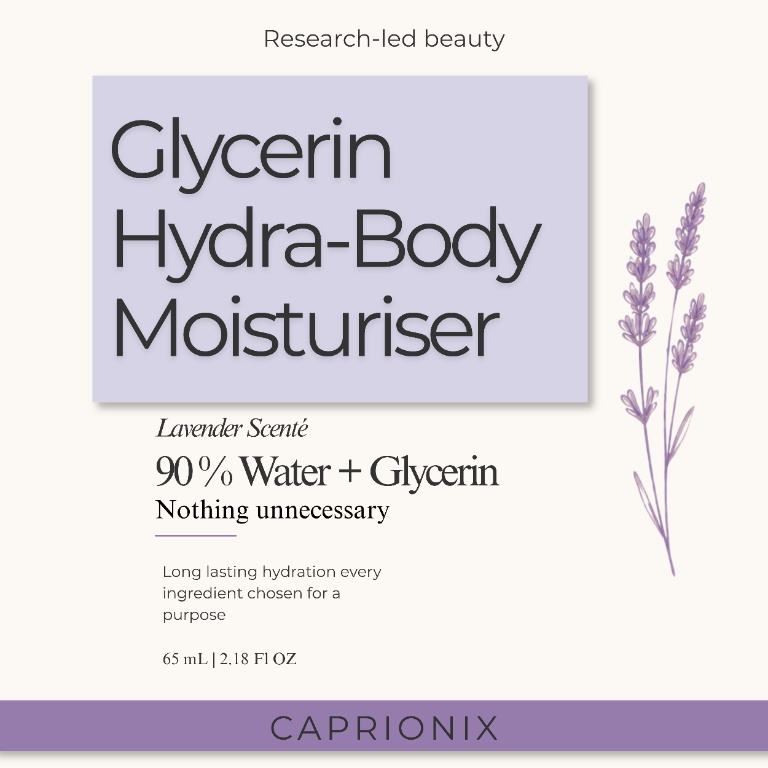 Research-led beauty
Glycerin
Hydra-Body
Moisturiser
Lavender Scenté
90 % Water + Glycerin
Nothing unnecessary
Long lasting hydration every
ingredient chosen for a
purpose
65 mL | 2.18 Fl OZ
CAPRIONIX